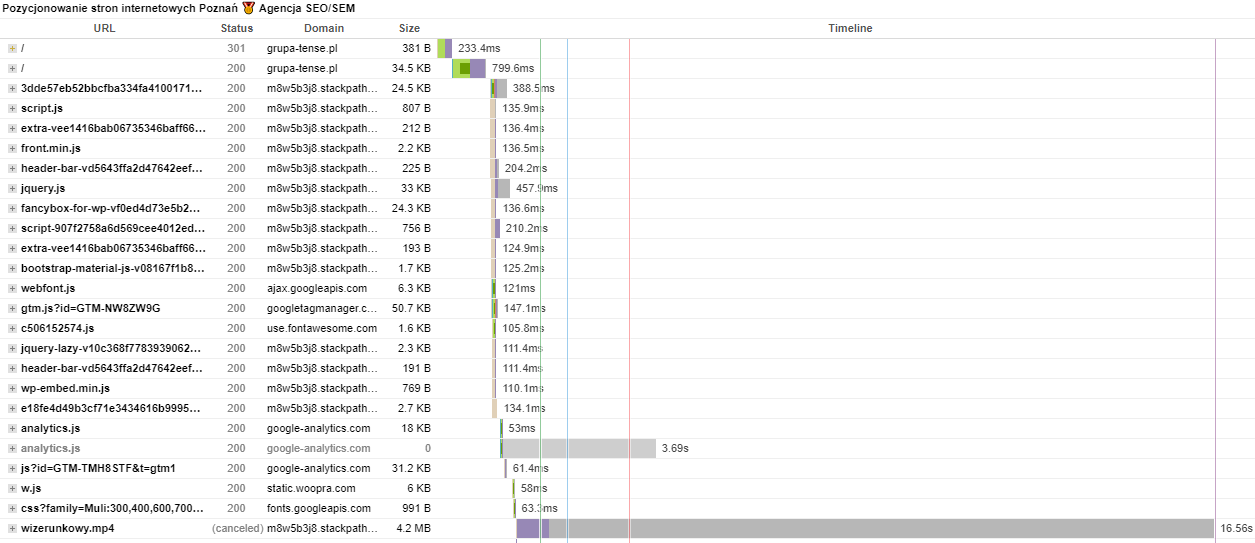 Pozycjonowanie stron internetowych Poznań 🏅 Agencja SEO/SEM
URL Status Domain Size Timeline
/ 301 grupa-tense.pl 381 B 233.4ms
/ 200 grupa-tense.pl 34.5 KB 799.6ms
3dde57eb52bbcfba334fa4100171... 200 m8w5b3j8.stackpath... 24.5 KB 388.5ms
script.js 200 m8w5b3j8.stackpath... 807 B 135.9ms
extra-vee1416bab06735346baff66... 200 m8w5b3j8.stackpath... 212 B 136.4ms
front.min.js 200 m8w5b3j8.stackpath... 2.2 KB 136.5ms
header-bar-vd5643ffa2d47642eef... 200 m8w5b3j8.stackpath... 225 B 204.2ms
jquery.js 200 m8w5b3j8.stackpath... 33 KB 457.9ms
fancybox-for-wp-vf0ed4d73e5b2... 200 m8w5b3j8.stackpath... 24.3 KB 136.6ms
script-907f2758a6d569cee4012ed... 200 m8w5b3j8.stackpath... 756 B 210.2ms
extra-vee1416bab06735346baff66... 200 m8w5b3j8.stackpath... 193 B 124.9ms
bootstrap-material-js-v08167f1b8... 200 m8w5b3j8.stackpath... 1.7 KB 125.2ms
webfont.js 200 ajax.googleapis.com 6.3 KB 121ms
gtm.js?id=GTM-NW8ZW9G 200 googletagmanager.c... 50.7 KB 147.1ms
c506152574.js 200 use.fontawesome.com 1.6 KB 105.8ms
jquery-lazy-v10c368f7783939062... 200 m8w5b3j8.stackpath... 2.3 KB 111.4ms
header-bar-vd5643ffa2d47642eef... 200 m8w5b3j8.stackpath... 191 B 111.4ms
wp-embed.min.js 200 m8w5b3j8.stackpath... 769 B 110.1ms
e18fe4d49b3cf71e3434616b9995... 200 m8w5b3j8.stackpath... 2.7 KB 134.1ms
analytics.js 200 google-analytics.com 18 KB 53ms
analytics.js 200 google-analytics.com 0 3.69s
js?id=GTM-TMH8STF&t=gtm1 200 google-analytics.com 31.2 KB 61.4ms
w.js 200 static.woopra.com 6 KB 58ms
css?family=Muli:300,400,600,700... 200 fonts.googleapis.com 991 B 63.3ms
wizerunkowy.mp4 (canceled) m8w5b3j8.stackpath... 4.2 MB 16.56s